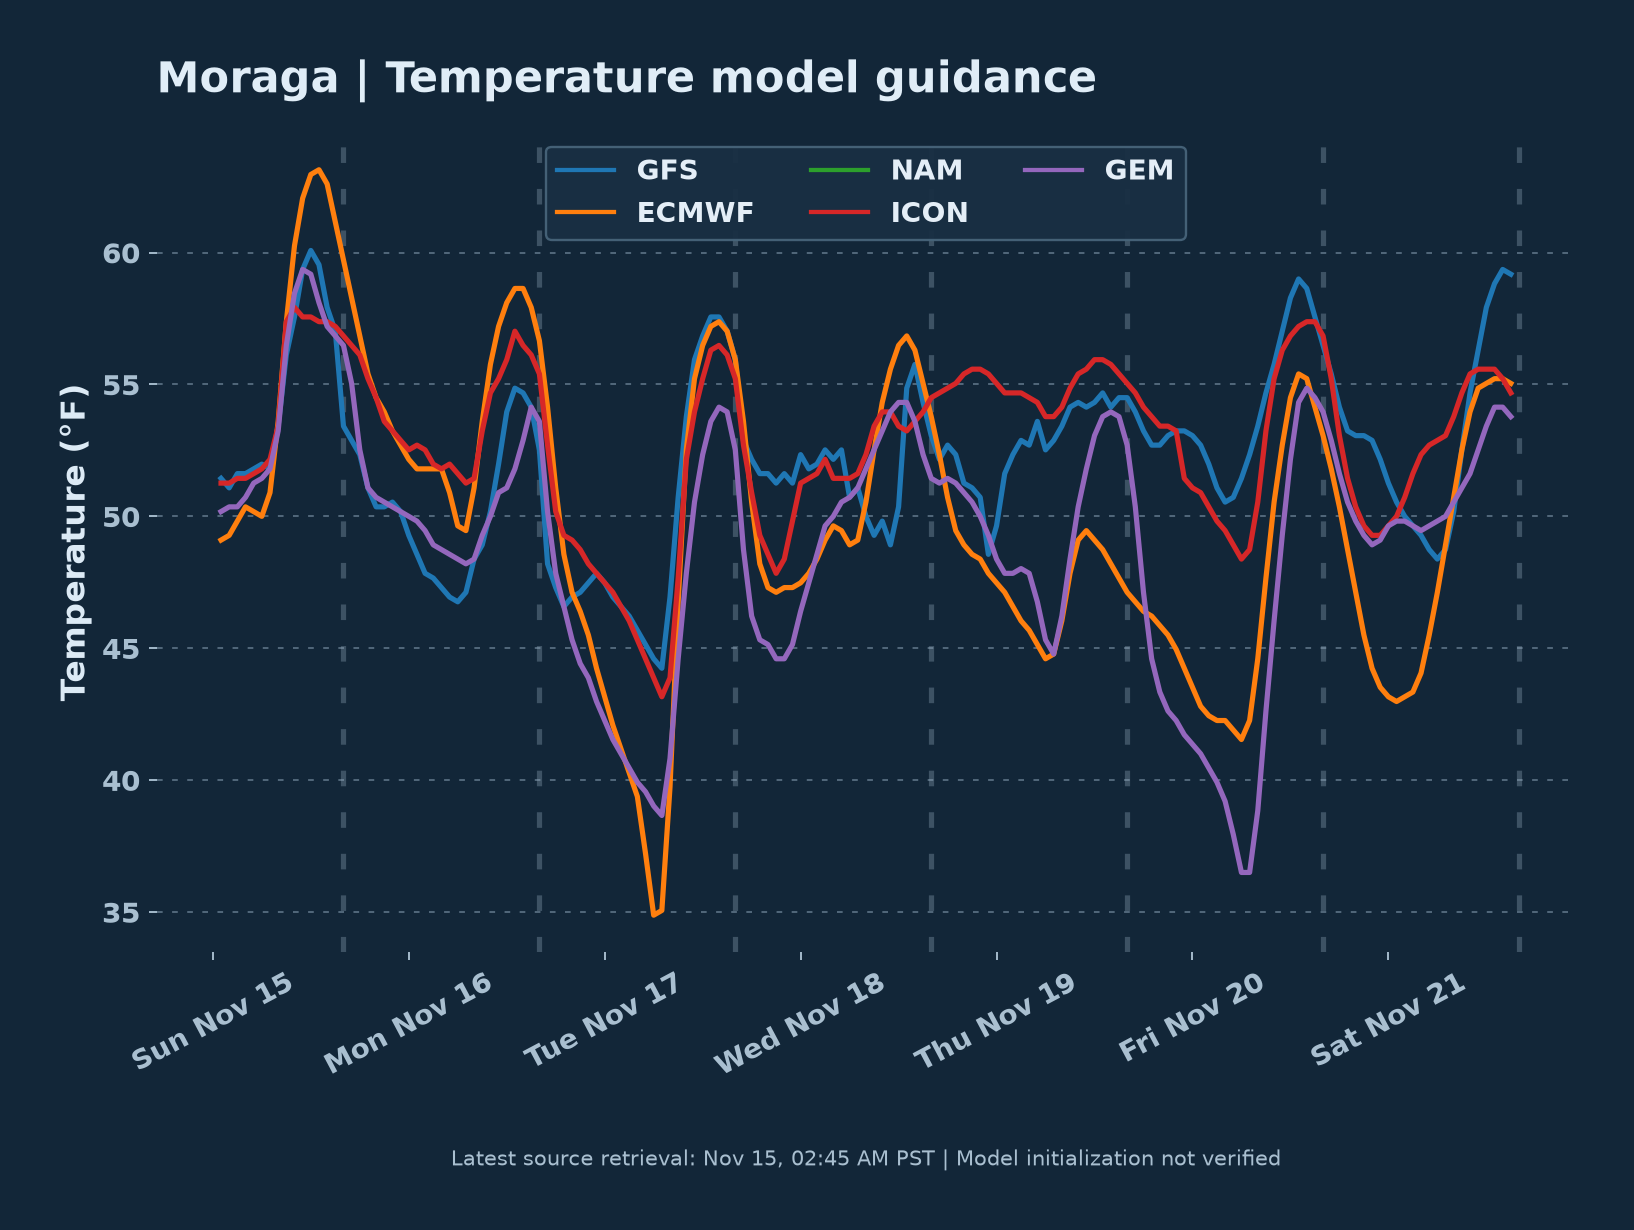 Moraga | Temperature model guidance
GFS
ECMWF
NAM
ICON
GEM
Temperature (°F)
60
55
50
45
40
35
Sun Nov 15
Mon Nov 16
Tue Nov 17
Wed Nov 18
Thu Nov 19
Fri Nov 20
Sat Nov 21
Latest source retrieval: Nov 15, 02:45 AM PST | Model initialization not verified